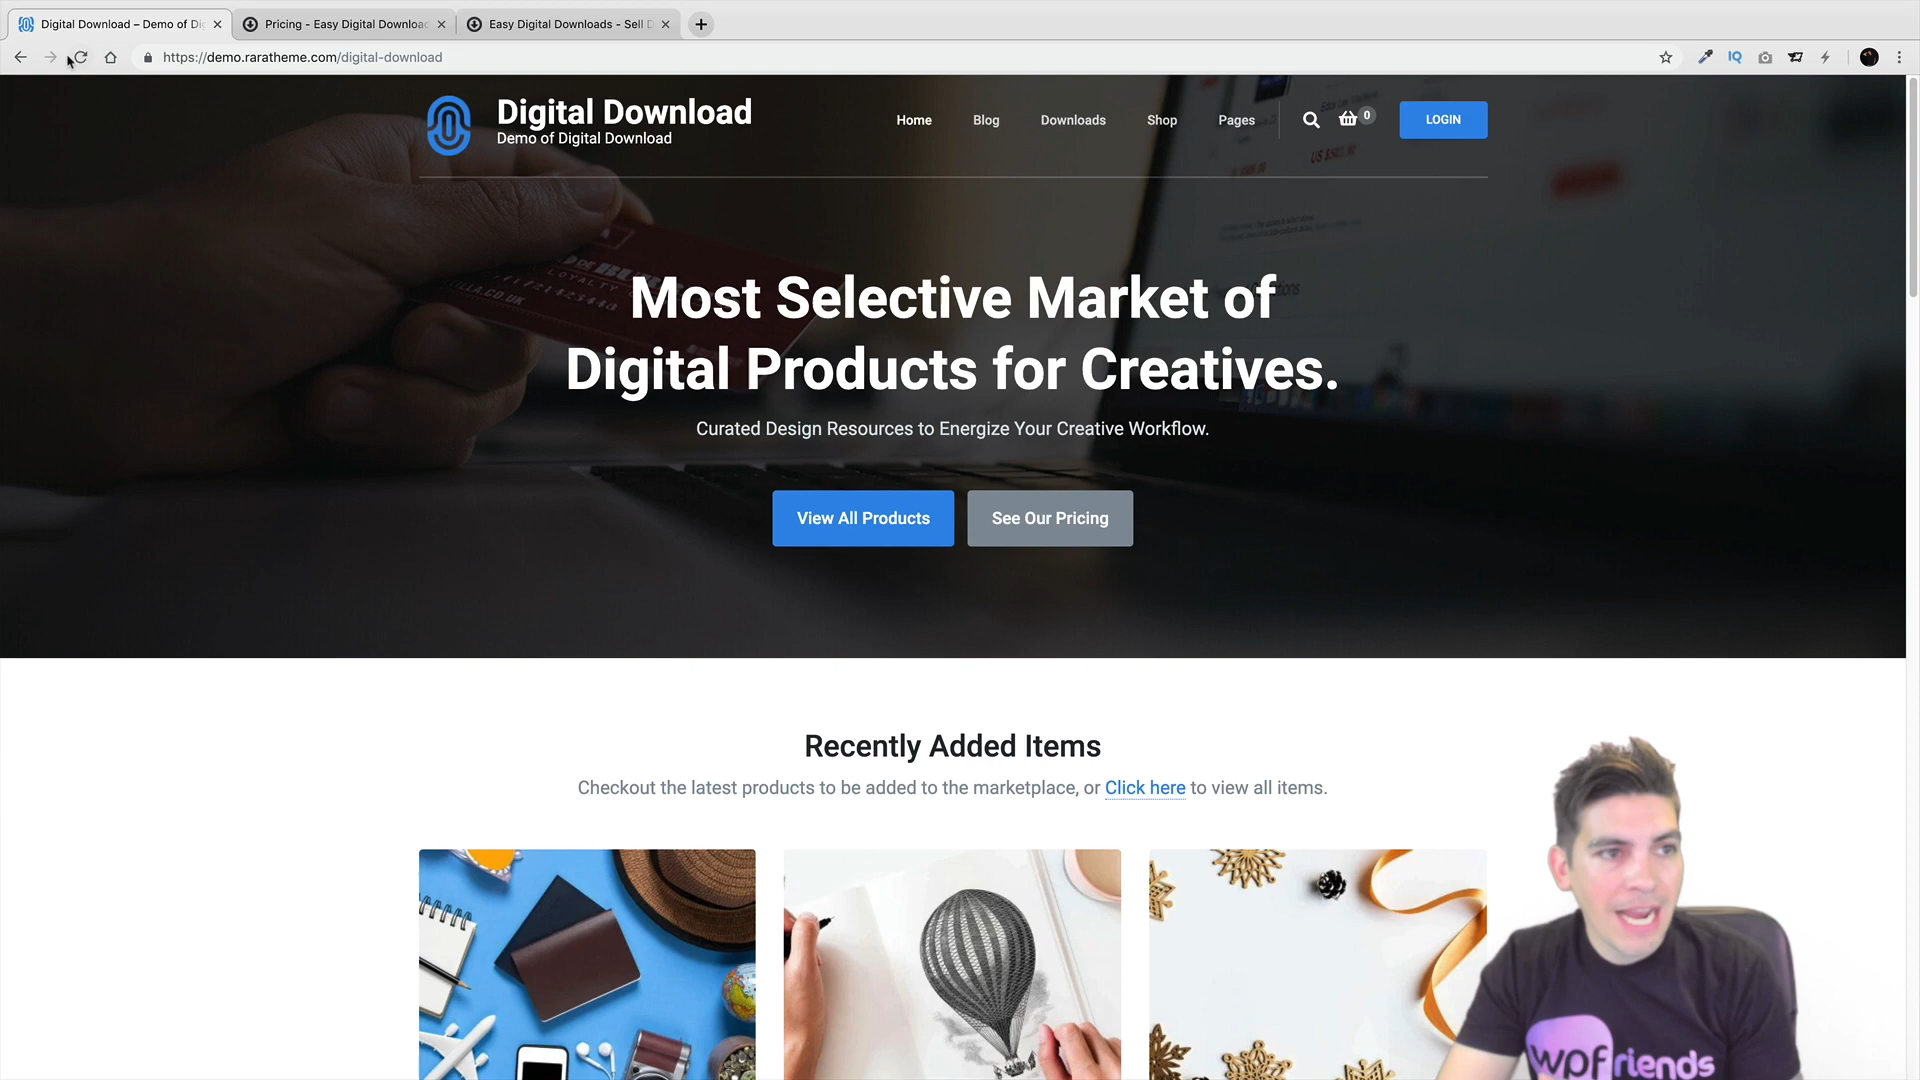 Digital Download – Demo of Di
Pricing - Easy Digital Download
Easy Digital Downloads - Sell D
https://demo.raratheme.com/digital-download
IQ
Digital Download
Demo of Digital Download
Home
Blog
Downloads
Shop
Pages
0
LOGIN
Most Selective Market of
Digital Products for Creatives.
Curated Design Resources to Energize Your Creative Workflow.
View All Products
See Our Pricing
Recently Added Items
Checkout the latest products to be added to the marketplace, or Click here to view all items.
wpfriends